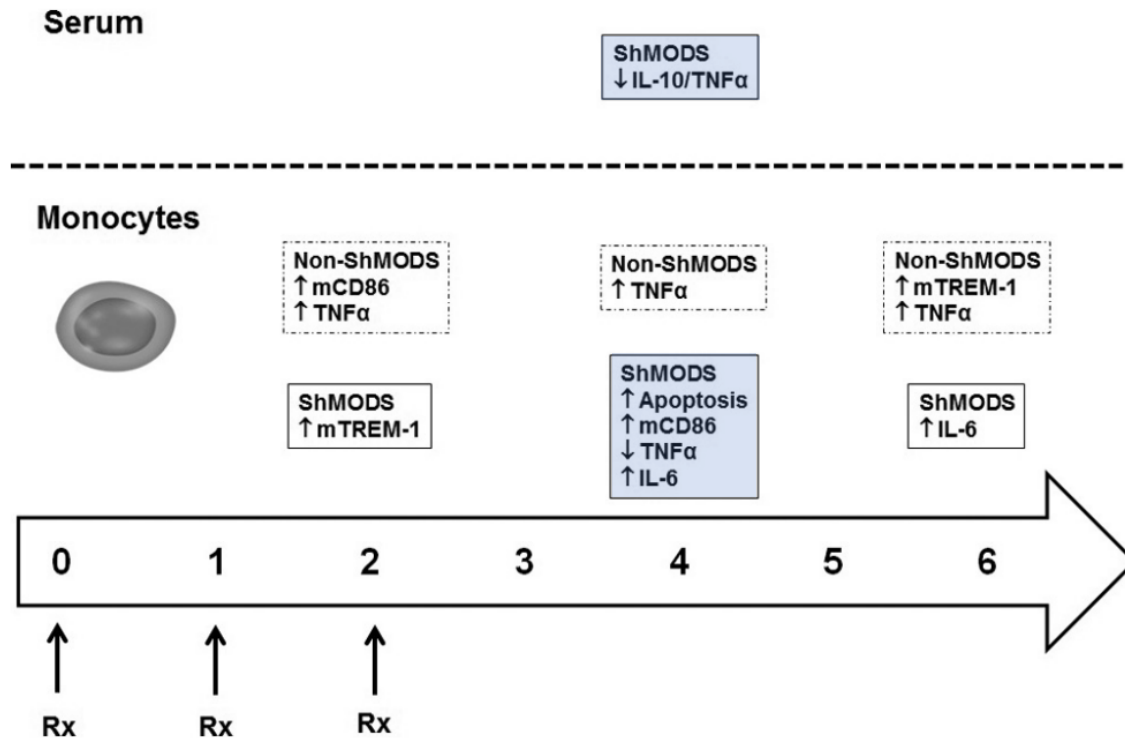 Serum
ShMODS
↓ IL-10/TNFα
Monocytes
Non-ShMODS
↑ mCD86
↑ TNFα
Non-ShMODS
↑ TNFα
Non-ShMODS
↑ mTREM-1
↑ TNFα
ShMODS
↑ mTREM-1
ShMODS
↑ Apoptosis
↑ mCD86
↓ TNFα
↑ IL-6
ShMODS
↑ IL-6
0 1 2 3 4 5 6
Rx Rx Rx